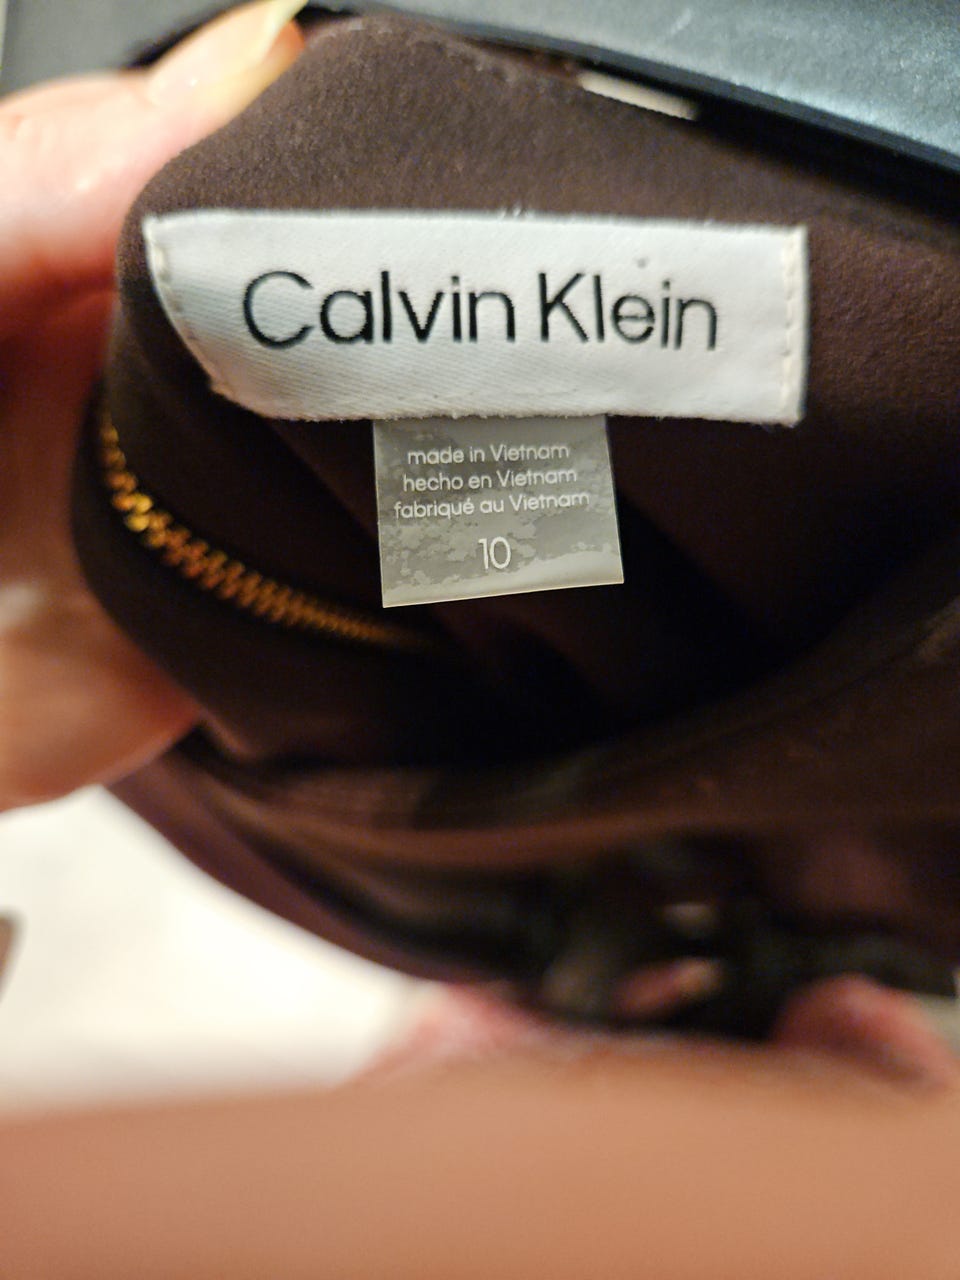 Calvin Klein
made in Vietnam
hecho en Vietnam
fabriqué au Vietnam
10